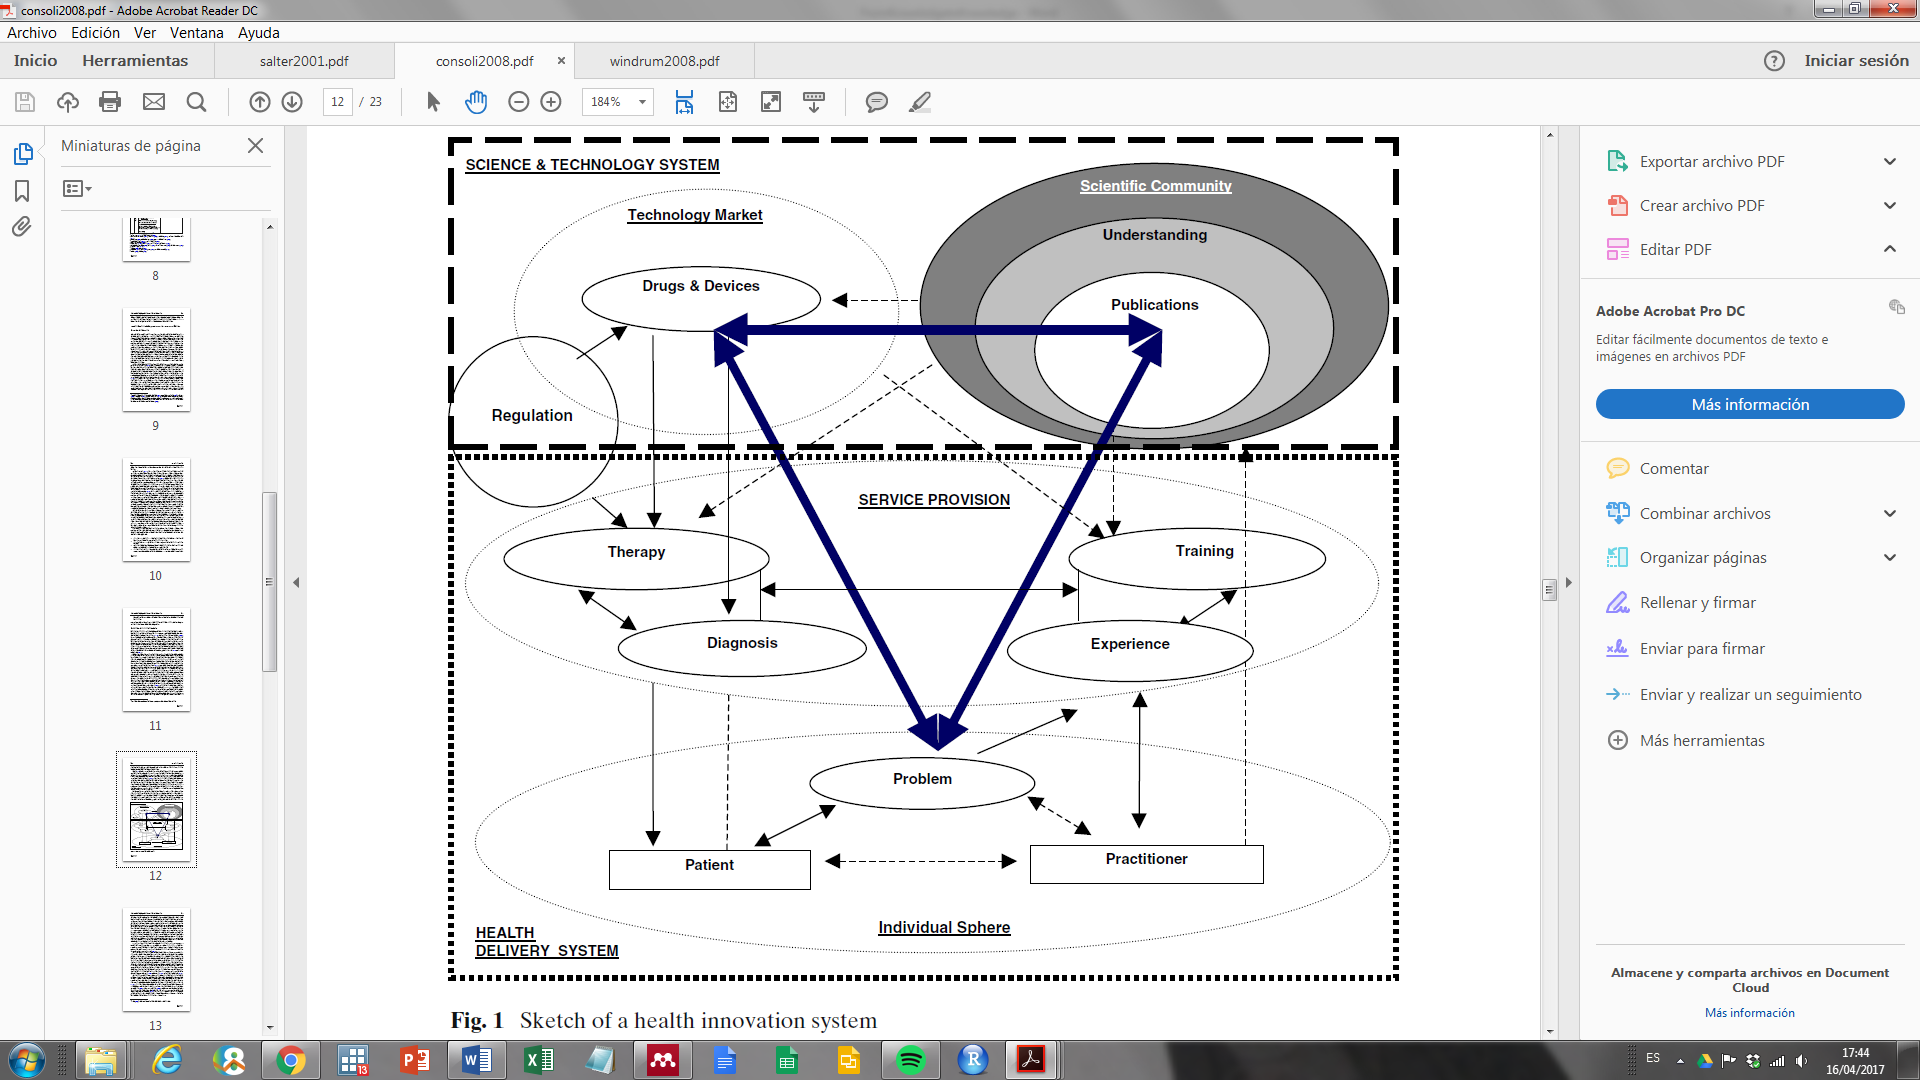 consoli2008.pdf - Adobe Acrobat Reader DC
Archivo Edición Ver Ventana Ayuda
Inicio Herramientas salter2001.pdf consoli2008.pdf × windrum2008.pdf ? Iniciar sesión
12 / 23 184%
Miniaturas de página
8
9
10
11
12
13
SCIENCE & TECHNOLOGY SYSTEM
Scientific Community
Technology Market
Understanding
Drugs & Devices
Publications
Regulation
SERVICE PROVISION
Therapy
Training
Diagnosis
Experience
Problem
Patient
Practitioner
Individual Sphere
HEALTH
DELIVERY SYSTEM
Fig. 1 Sketch of a health innovation system
Exportar archivo PDF
Crear archivo PDF
Editar PDF
Adobe Acrobat Pro DC
Editar fácilmente documentos de texto e
imágenes en archivos PDF
Más información
Comentar
Combinar archivos
Organizar páginas
Rellenar y firmar
Enviar para firmar
Enviar y realizar un seguimiento
Más herramientas
Almacene y comparta archivos en Document
Cloud
Más información
ES
17:44
16/04/2017